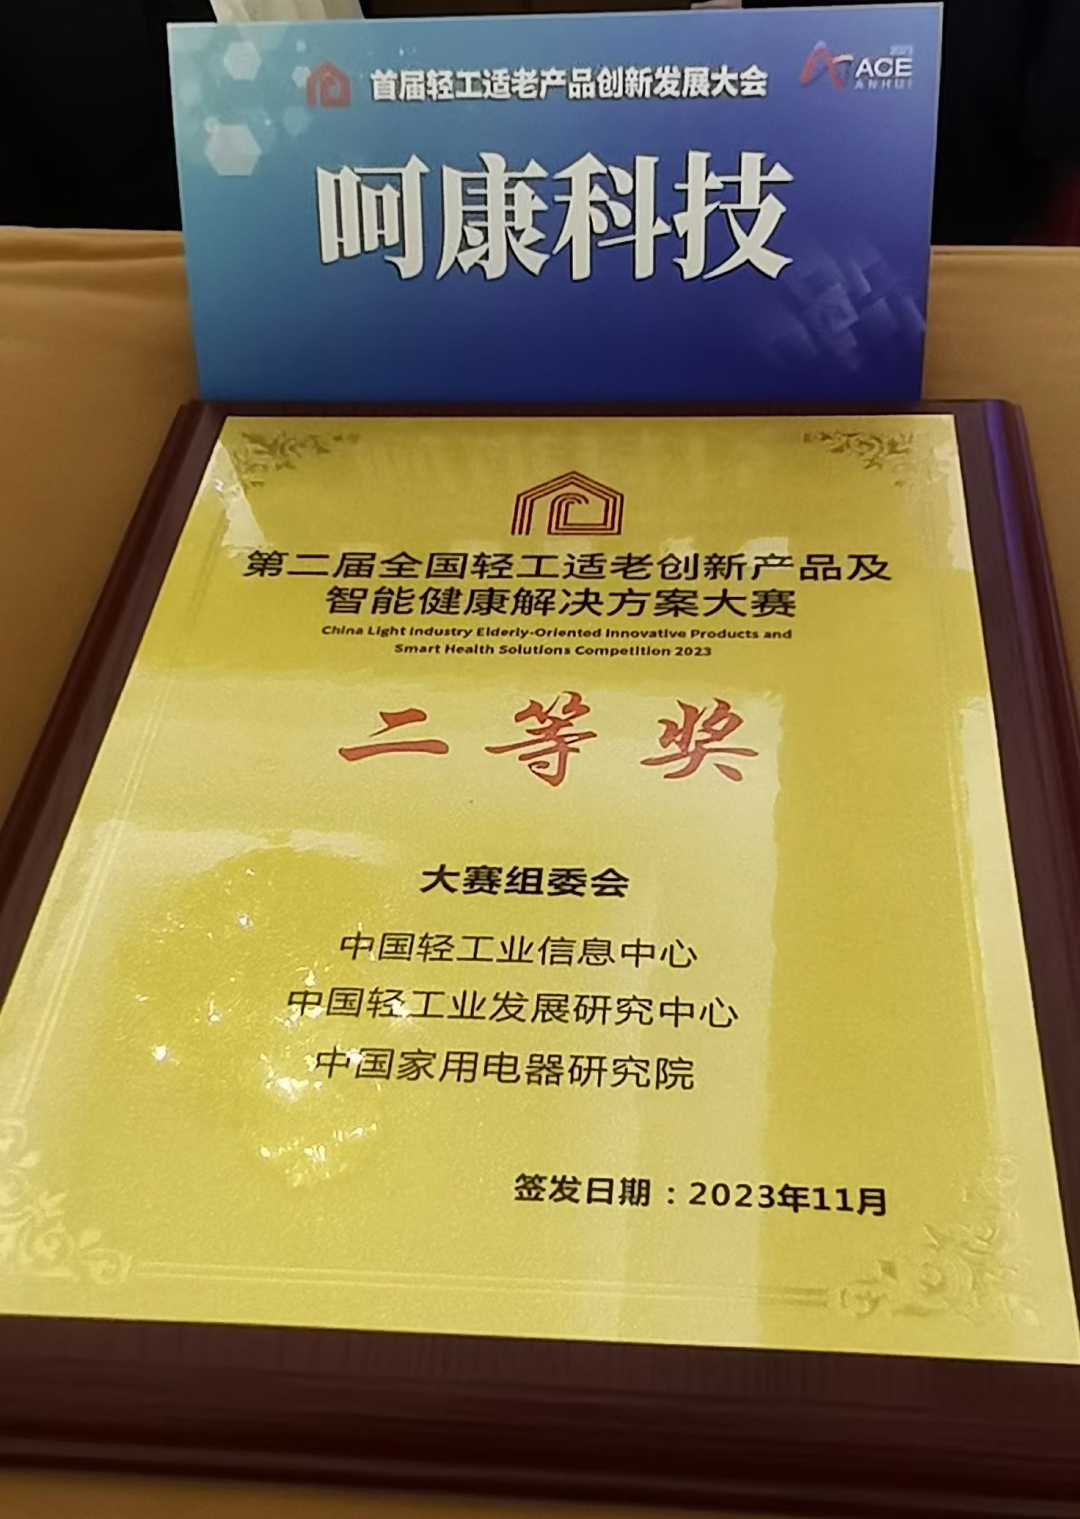 首届轻工适老产品创新发展大会
2023
ACE
ANHUI
呵康科技
第二届全国轻工适老创新产品及
智能健康解决方案大赛
China Light Industry Elderly-Oriented Innovative Products and
Smart Health Solutions Competition 2023
二等奖
大赛组委会
中国轻工业信息中心
中国轻工业发展研究中心
中国家用电器研究院
签发日期：2023年11月